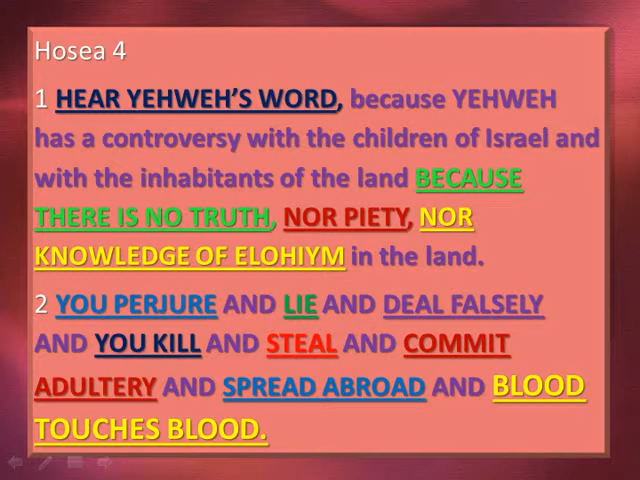 Hosea 4
1 HEAR YEHWEH'S WORD, because YEHWEH
has a controversy with the children of Israel and
with the inhabitants of the land BECAUSE
THERE IS NO TRUTH, NOR PIETY, NOR
KNOWLEDGE OF ELOHIYM in the land.
2 YOU PERJURE AND LIE AND DEAL FALSELY
AND YOU KILL AND STEAL AND COMMIT
ADULTERY AND SPREAD ABROAD AND BLOOD
TOUCHES BLOOD.